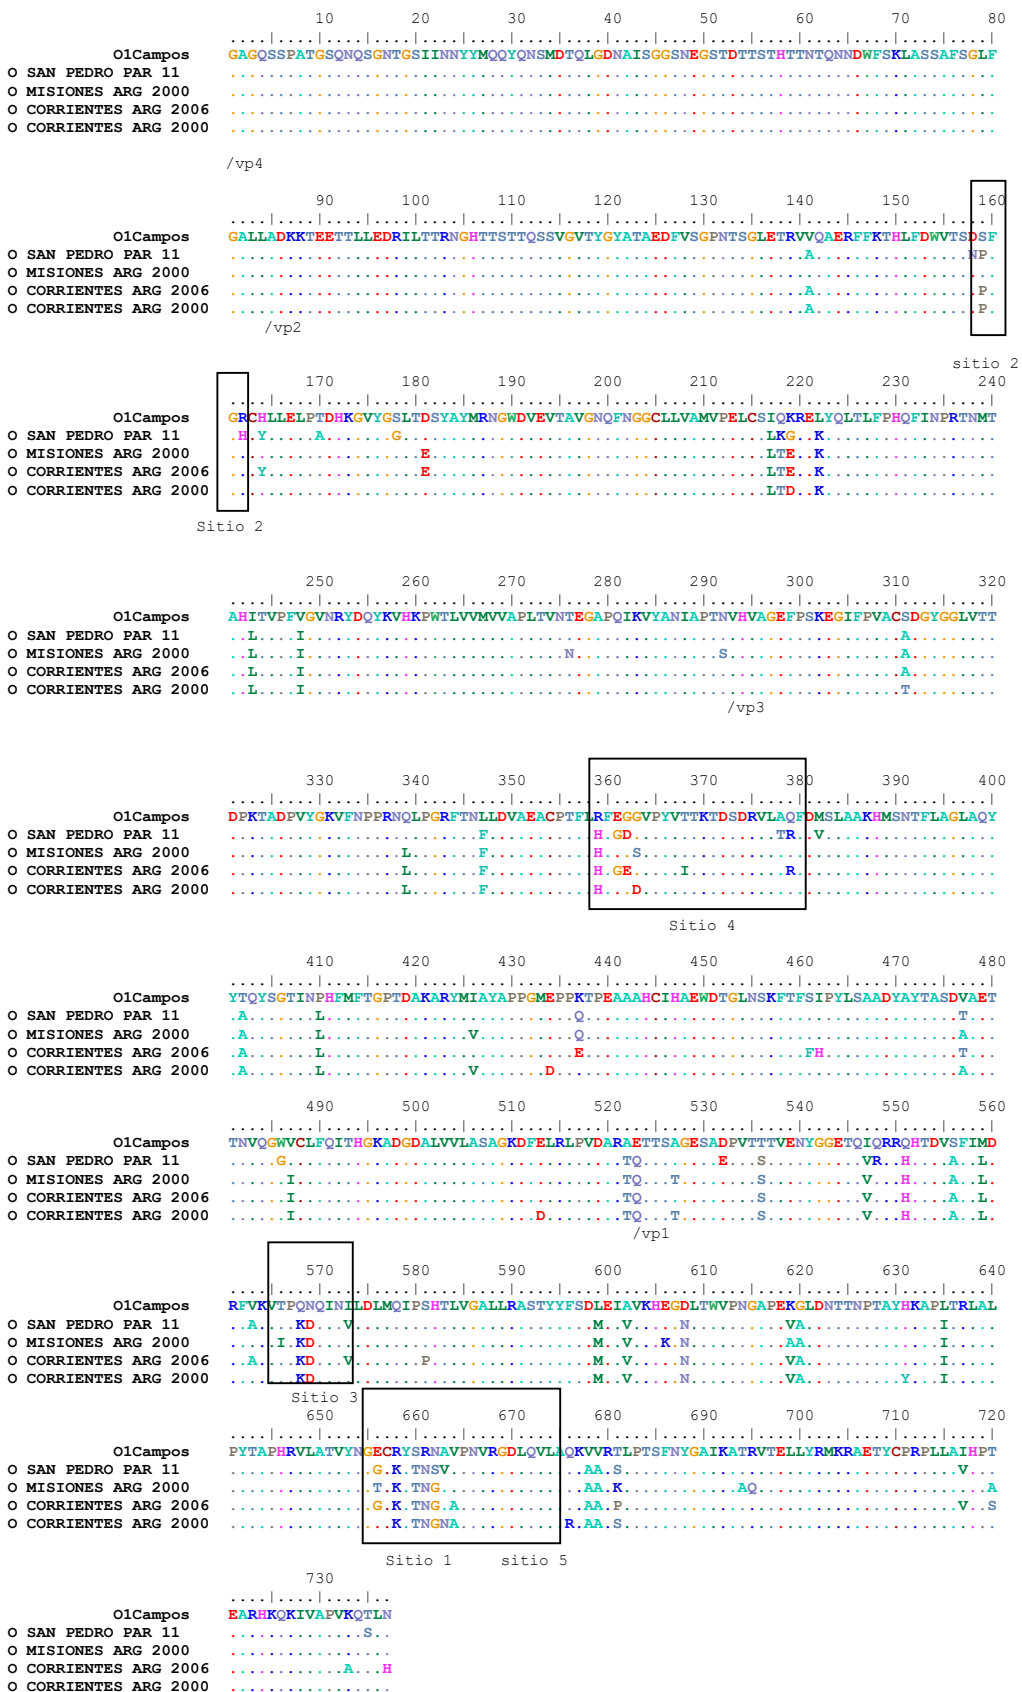 10 20 30 40 50 60 70 80
....|....|....|....|....|....|....|....|....|....|....|....|....|....|....|....|
O1Campos GAGQSSPATGSQNQSGNTGSIINNYYMQQYQNSMDTQLGDNAISGGSNEGSTDTTSTHTTNTQNNDWFSKLASSAFSGLF
O SAN PEDRO PAR 11 ................................................................................
O MISIONES ARG 2000 ................................................................................
O CORRIENTES ARG 2006 ................................................................................
O CORRIENTES ARG 2000 ................................................................................
/vp4
90 100 110 120 130 140 150 160
....|....|....|....|....|....|....|....|....|....|....|....|....|....|....|....|
O1Campos GALLADKKTEETTLLEDRILTTRNGHTTSTTQSSVGVTYGYATAEDFVSGPNTSGLETRVVQAERFFKTHLFDWVTSDSF
O SAN PEDRO PAR 11 ............................................................A................NP.
O MISIONES ARG 2000 ................................................................................
O CORRIENTES ARG 2006 ............................................................A.................P.
O CORRIENTES ARG 2000 ............................................................A.................P.
/vp2
sitio 2
170 180 190 200 210 220 230 240
....|....|....|....|....|....|....|....|....|....|....|....|....|....|....|....|
O1Campos GRCHLLELPTDHKGVYGSLTDSYAYMRNGWDVEVTAVGNQFNGGCLLVAMVPELCSIQKRELYQLTLFPHQFINPRTNMT
O SAN PEDRO PAR 11 .H.Y.....A.......G......................................LKG..K..................
O MISIONES ARG 2000 ....................E...................................LTE..K..................
O CORRIENTES ARG 2006 ...Y................E...................................LTE..K..................
O CORRIENTES ARG 2000 ........................................................LTD..K..................
Sitio 2
250 260 270 280 290 300 310 320
....|....|....|....|....|....|....|....|....|....|....|....|....|....|....|....|
O1Campos AHITVPFVGVNRYDQYKVHKPWTLVVMVVAPLTVNTEGAPQIKVYANIAPTNVHVAGEFPSKEGIFPVACSDGYGGLVTT
O SAN PEDRO PAR 11 ..L....I..............................................................A.........
O MISIONES ARG 2000 ..L....I...........................N...............S..................A.........
O CORRIENTES ARG 2006 ..L....I..............................................................A.........
O CORRIENTES ARG 2000 ..L....I..............................................................T.........
/vp3
330 340 350 360 370 380 390 400
....|....|....|....|....|....|....|....|....|....|....|....|....|....|....|....|
O1Campos DPKTADPVYGKVFNPPRNQLPGRFTNLLDVAEACPTFLRFEGGVPYVTTKTDSDRVLAQFDMSLAAKHMSNTFLAGLAQY
O SAN PEDRO PAR 11 ..........................F...........H.GD...............TR..V..................
O MISIONES ARG 2000 ..................L.......F...........H...S.....................................
O CORRIENTES ARG 2006 ..................L.......F...........H.GE.....I..........R.....................
O CORRIENTES ARG 2000 ..................L.......F...........H...D.....................................
Sitio 4
410 420 430 440 450 460 470 480
....|....|....|....|....|....|....|....|....|....|....|....|....|....|....|....|
O1Campos YTQYSGTINPHFMFTGPTDAKARYMIAYAPPGMEPPKTPEAAAHCIHAEWDTGLNSKFTFSIPYLSAADYAYTASDVAET
O SAN PEDRO PAR 11 .A.......L..........................Q.......................................T...
O MISIONES ARG 2000 .A.......L...............V..........Q.......................................A...
O CORRIENTES ARG 2006 .A.......L..........................E.......................FH..............T...
O CORRIENTES ARG 2000 .A.......L...............V.......D..........................................A...
490 500 510 520 530 540 550 560
....|....|....|....|....|....|....|....|....|....|....|....|....|....|....|....|
O1Campos TNVQGWVCLFQITHGKADGDALVVLASAGKDFELRLPVDARAETTSAGESADPVTTTVENYGGETQIQRRQHTDVSFIMD
O SAN PEDRO PAR 11 .....G...................................TQ........E...S..........VR..H....A..L.
O MISIONES ARG 2000 ......I..................................TQ...T........S..........V...H....A..L.
O CORRIENTES ARG 2006 ......I..................................TQ............S..........V...H....A..L.
O CORRIENTES ARG 2000 ......I.........................D........TQ...T........S..........V...H....A..L.
/vp1
570 580 590 600 610 620 630 640
....|....|....|....|....|....|....|....|....|....|....|....|....|....|....|....|
O1Campos RFVKVTPQNQINILDLMQIPSHTLVGALLRASTYYFSDLEIAVKHEGDLTWVPNGAPEKGLDNTTNPTAYHKAPLTRLAL
O SAN PEDRO PAR 11 ..A....KD...V.........................M..V.....N..........VA..............I.....
O MISIONES ARG 2000 .....I.KD.............................M..V...K.N..........AA..............I.....
O CORRIENTES ARG 2006 ..A....KD...V.......P.................M..V.....N..........VA..............I.....
O CORRIENTES ARG 2000 .......KD.............................M..V.....N..........VA..........Y...I.....
Sitio 3
650 660 670 680 690 700 710 720
....|....|....|....|....|....|....|....|....|....|....|....|....|....|....|....|
O1Campos PYTAPHRVLATVYNGECRYSRNAVPNVRGDLQVLAQKVVRTLPTSFNYGAIKATRVTELLYRMKRAETYCPRPLLAIHPT
O SAN PEDRO PAR 11 ...............G.K.TNSV..............AA.S...................................V...
O MISIONES ARG 2000 ...............T.K.TNG...............AA.K............AQ........................A
O CORRIENTES ARG 2006 ...............G.K.TNG.A.............AA.P...................................V..S
O CORRIENTES ARG 2000 .................K.TNGNA...........R.AA.S.......................................
Sitio 1 sitio 5
730
....|....|....|..
O1Campos EARHKQKIVAPVKQTLN
O SAN PEDRO PAR 11 ..............S..
O MISIONES ARG 2000 .................
O CORRIENTES ARG 2006 ............A...H
O CORRIENTES ARG 2000 .................